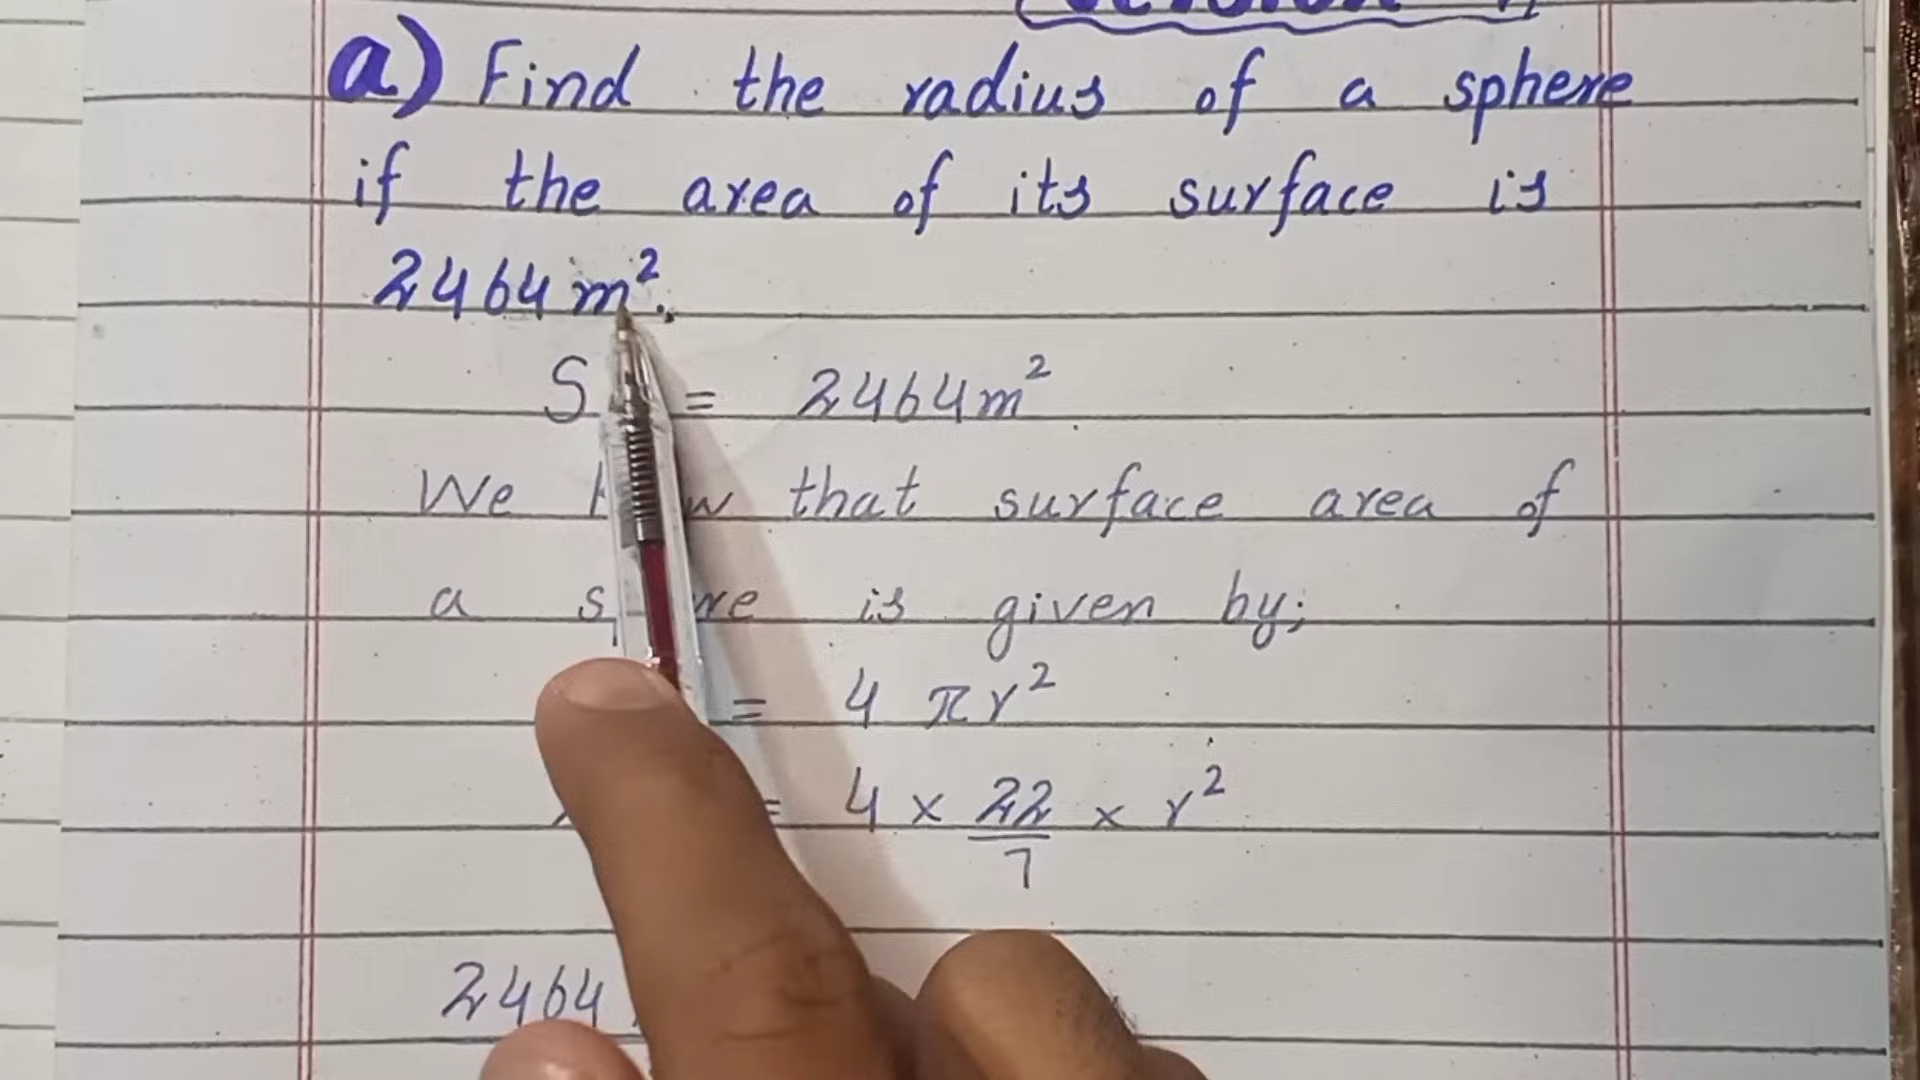 a) Find the radius of a sphere
if the area of its surface is
2464 m².
S = 2464m²
We that surface area of
a is given by;
= 4 πr²
= 4 × 22/7 × r²
2464